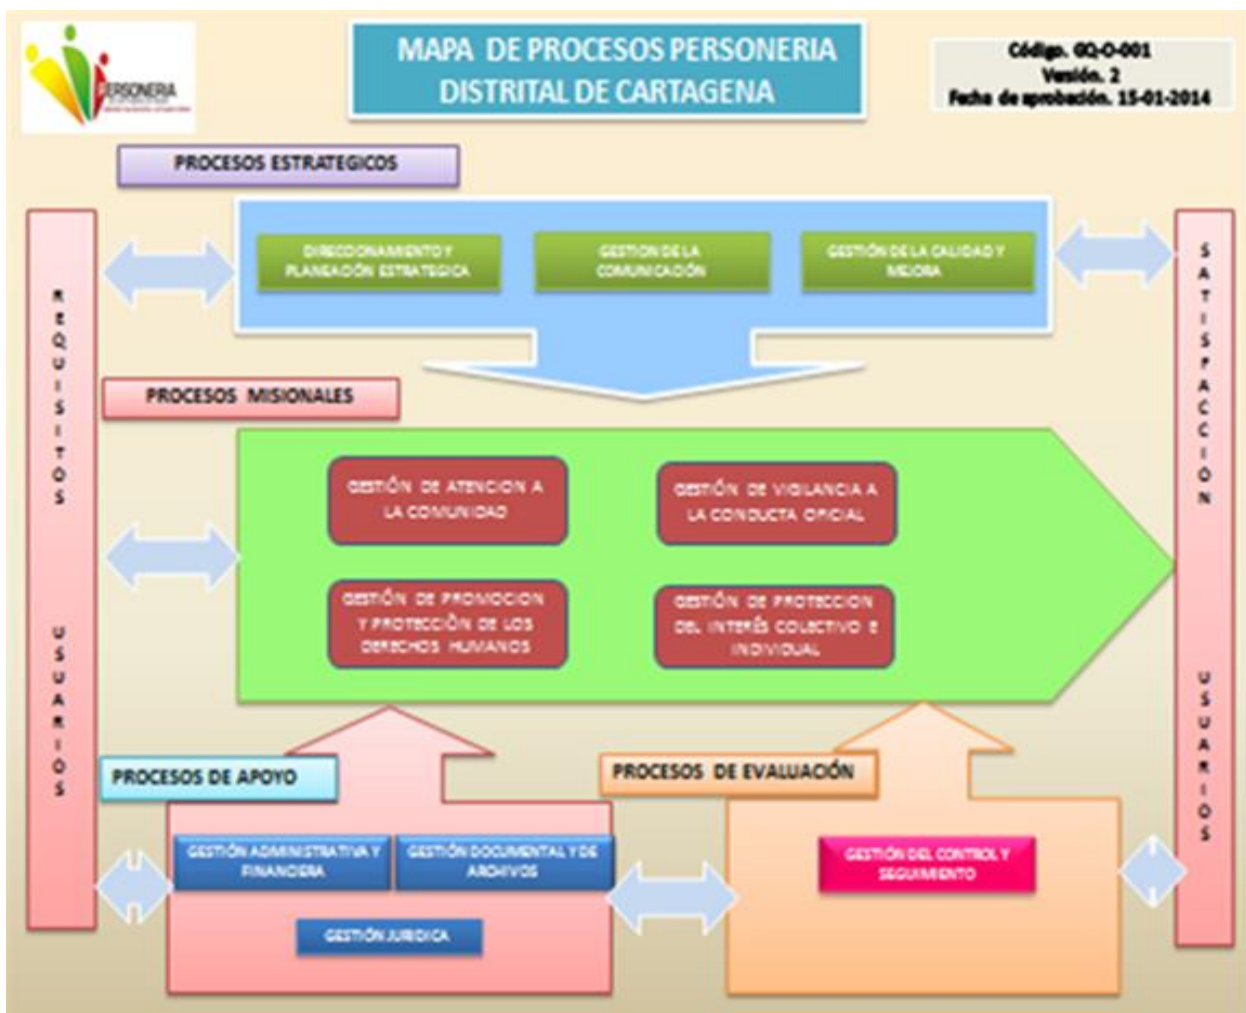 PERSONERIA
MAPA DE PROCESOS PERSONERIA
DISTRITAL DE CARTAGENA
Código. GQ-O-001
Versión. 2
Fecha de aprobación. 15-01-2014
PROCESOS ESTRATEGICOS
DIRECCIONAMIENTO Y
PLANEACIÓN ESTRATEGICA
GESTION DE LA
COMUNICACIÓN
GESTIÓN DE LA CALIDAD Y
MEJORA
REQUISITOS USUARIOS
SATISFACCION USUARIOS
PROCESOS MISIONALES
GESTIÓN DE ATENCION A
LA COMUNIDAD
GESTIÓN DE VIGILANCIA A
LA CONDUCTA OFICIAL
GESTIÓN DE PROMOCION
Y PROTECCIÒN DE LOS
DERECHOS HUMANOS
GESTIÓN DE PROTECCION
DEL INTERÉS COLECTIVO E
INDIVIDUAL
PROCESOS DE APOYO
GESTIÓN ADMINISTRATIVA Y
FINANCIERA
GESTIÓN DOCUMENTAL Y DE
ARCHIVOS
GESTIÓN JURIDICA
PROCESOS DE EVALUACIÓN
GESTIÓN DEL CONTROL Y
SEGUIMIENTO